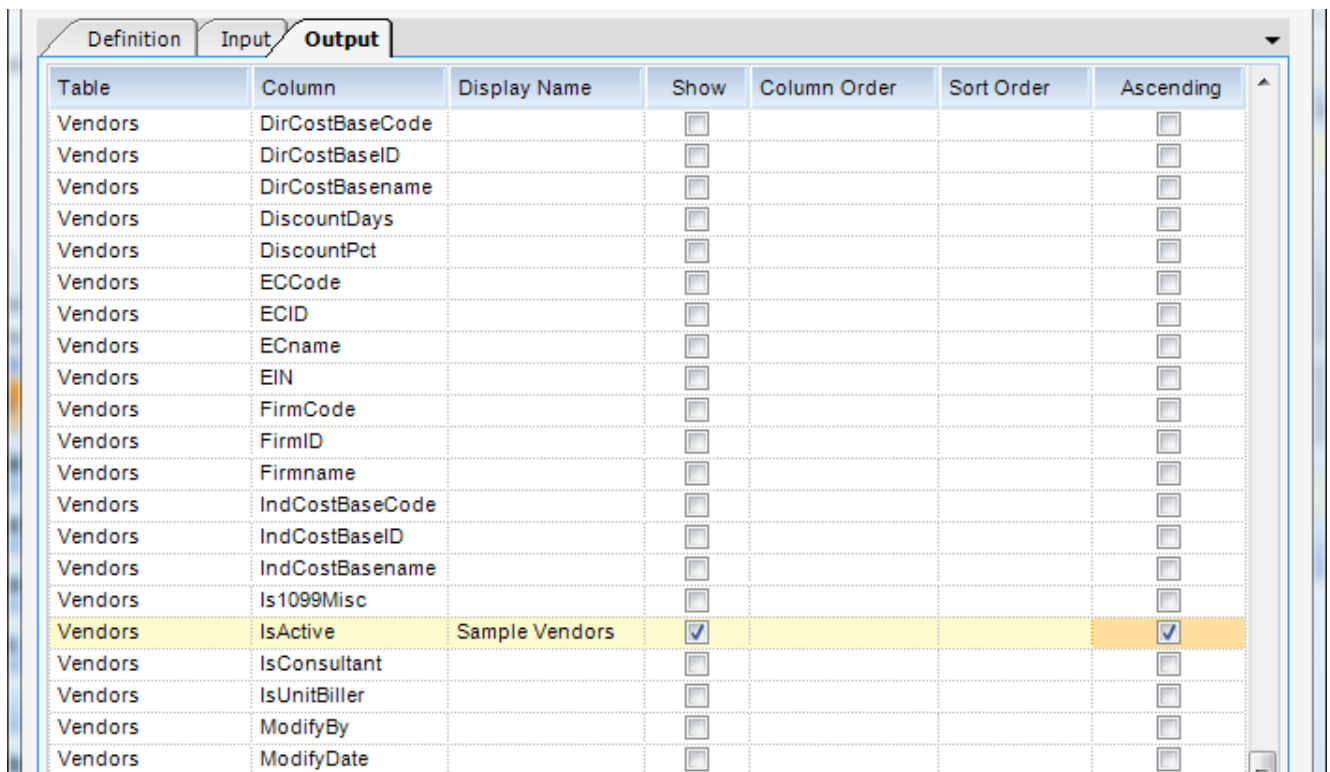 Definition Input Output
Table Column Display Name Show Column Order Sort Order Ascending
Vendors DirCostBaseCode
Vendors DirCostBaseID
Vendors DirCostBasename
Vendors DiscountDays
Vendors DiscountPct
Vendors ECCode
Vendors ECID
Vendors ECname
Vendors EIN
Vendors FirmCode
Vendors FirmID
Vendors Firmname
Vendors IndCostBaseCode
Vendors IndCostBaseID
Vendors IndCostBasename
Vendors Is1099Misc
Vendors IsActive Sample Vendors
Vendors IsConsultant
Vendors IsUnitBiller
Vendors ModifyBy
Vendors ModifyDate